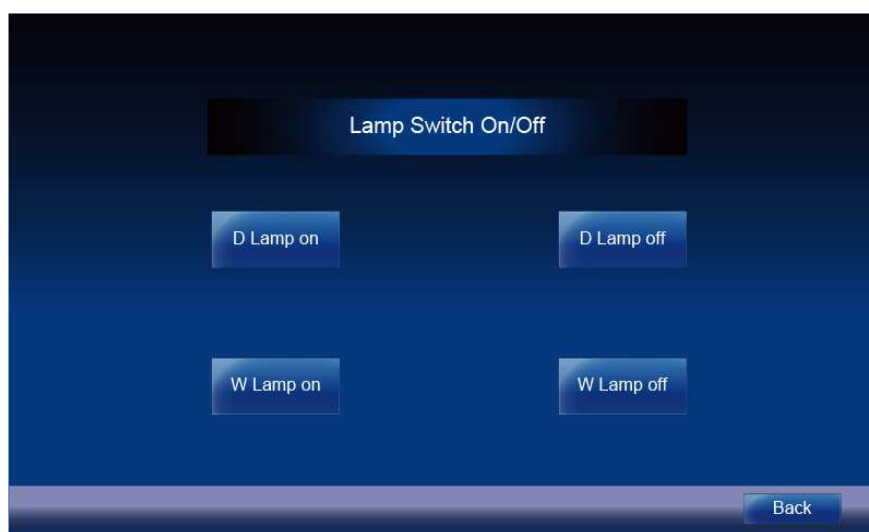 Lamp Switch On/Off
D Lamp on
D Lamp off
W Lamp on
W Lamp off
Back